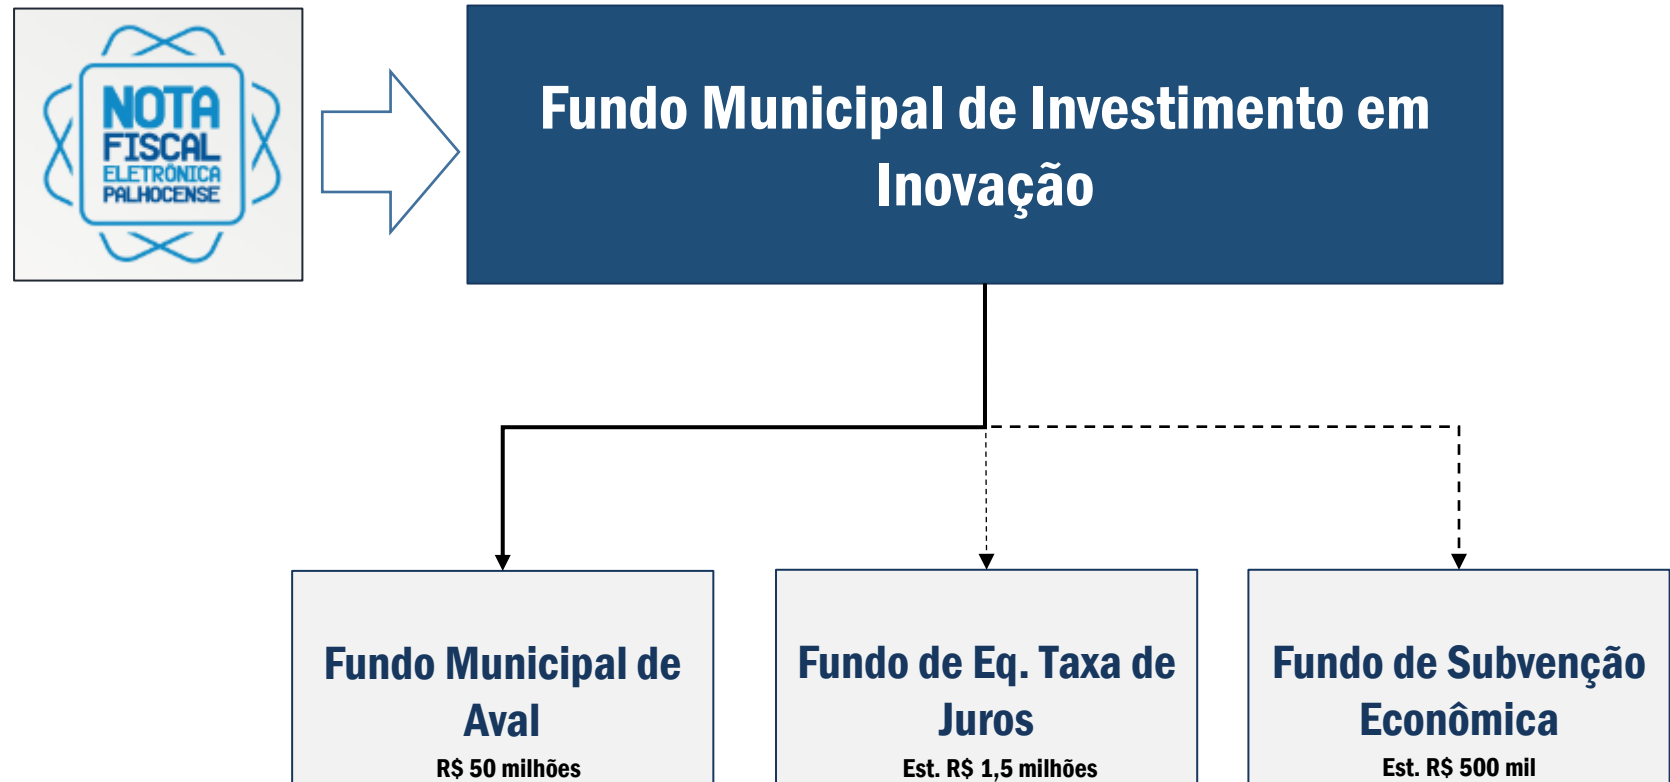 NOTA
FISCAL
ELETRÔNICA
PALHOCENSE
Fundo Municipal de Investimento em
Inovação
Fundo Municipal de
Aval
R$ 50 milhões
Fundo de Eq. Taxa de
Juros
Est. R$ 1,5 milhões
Fundo de Subvenção
Econômica
Est. R$ 500 mil